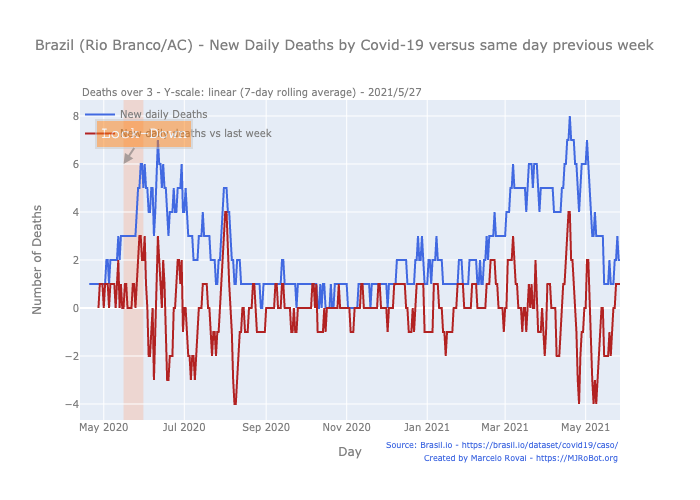 Brazil (Rio Branco/AC) - New Daily Deaths by Covid-19 versus same day previous week
Deaths over 3 - Y-scale: linear (7-day rolling average) - 2021/5/27
New daily Deaths
Lock-Down
New daily Deaths vs last week
Number of Deaths
8
6
4
2
0
−2
−4
May 2020
Jul 2020
Sep 2020
Nov 2020
Jan 2021
Mar 2021
May 2021
Day
Source: Brasil.io - https://brasil.io/dataset/covid19/caso/
Created by Marcelo Rovai - https://MJRoBot.org